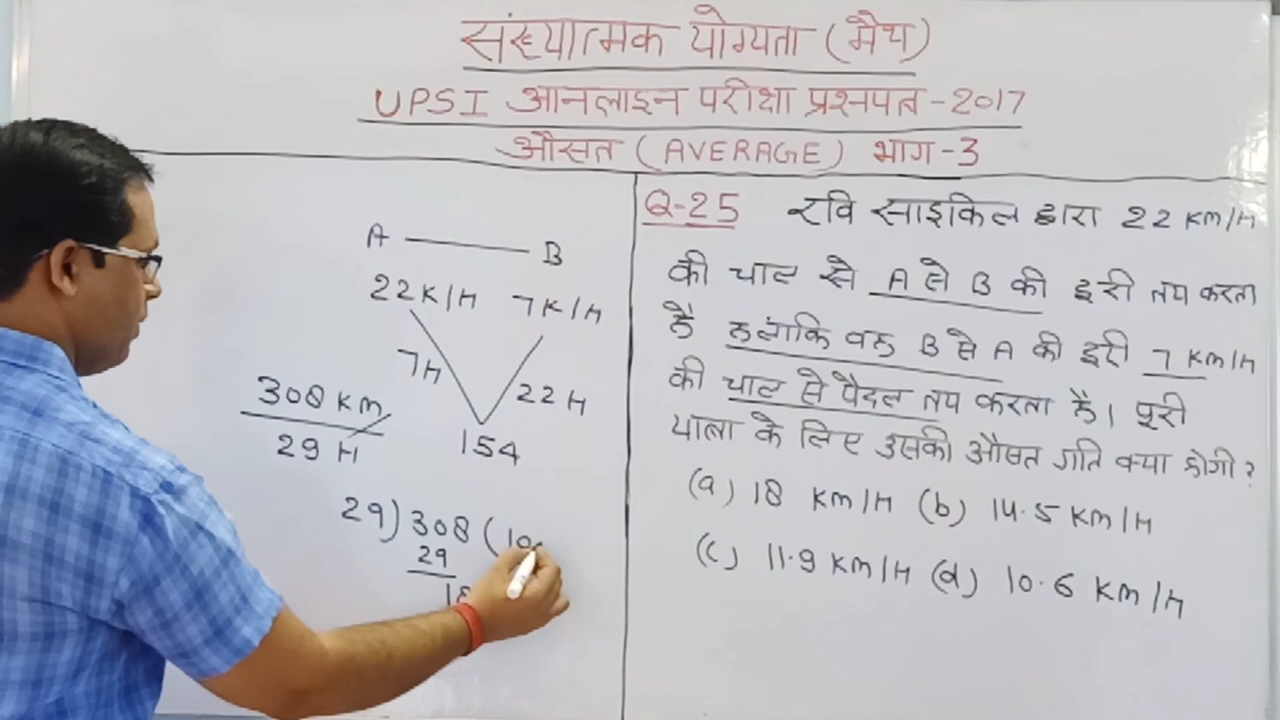 संख्यात्मक योग्यता (मैथ)
UPSI आनलाइन परीक्षा प्रश्नपत्र-2017
औसत (AVERAGE) भाग-3
A B
22K/H 7K/H
7H 22H
154
308 KM
29 H
29) 308 (10
29
18
Q-25 रवि साइकिल द्वारा 22 KM/H
की चाल से A से B की दूरी तय करता
है हलांकि वह B से A की दूरी 7 KM/H
की चाल से पैदल तय करता है। पूरी
यात्रा के लिए उसकी औसत गति क्या होगी?
(a) 18 KM/H (b) 14.5 KM/H
(c) 11.9 KM/H (d) 10.6 KM/H